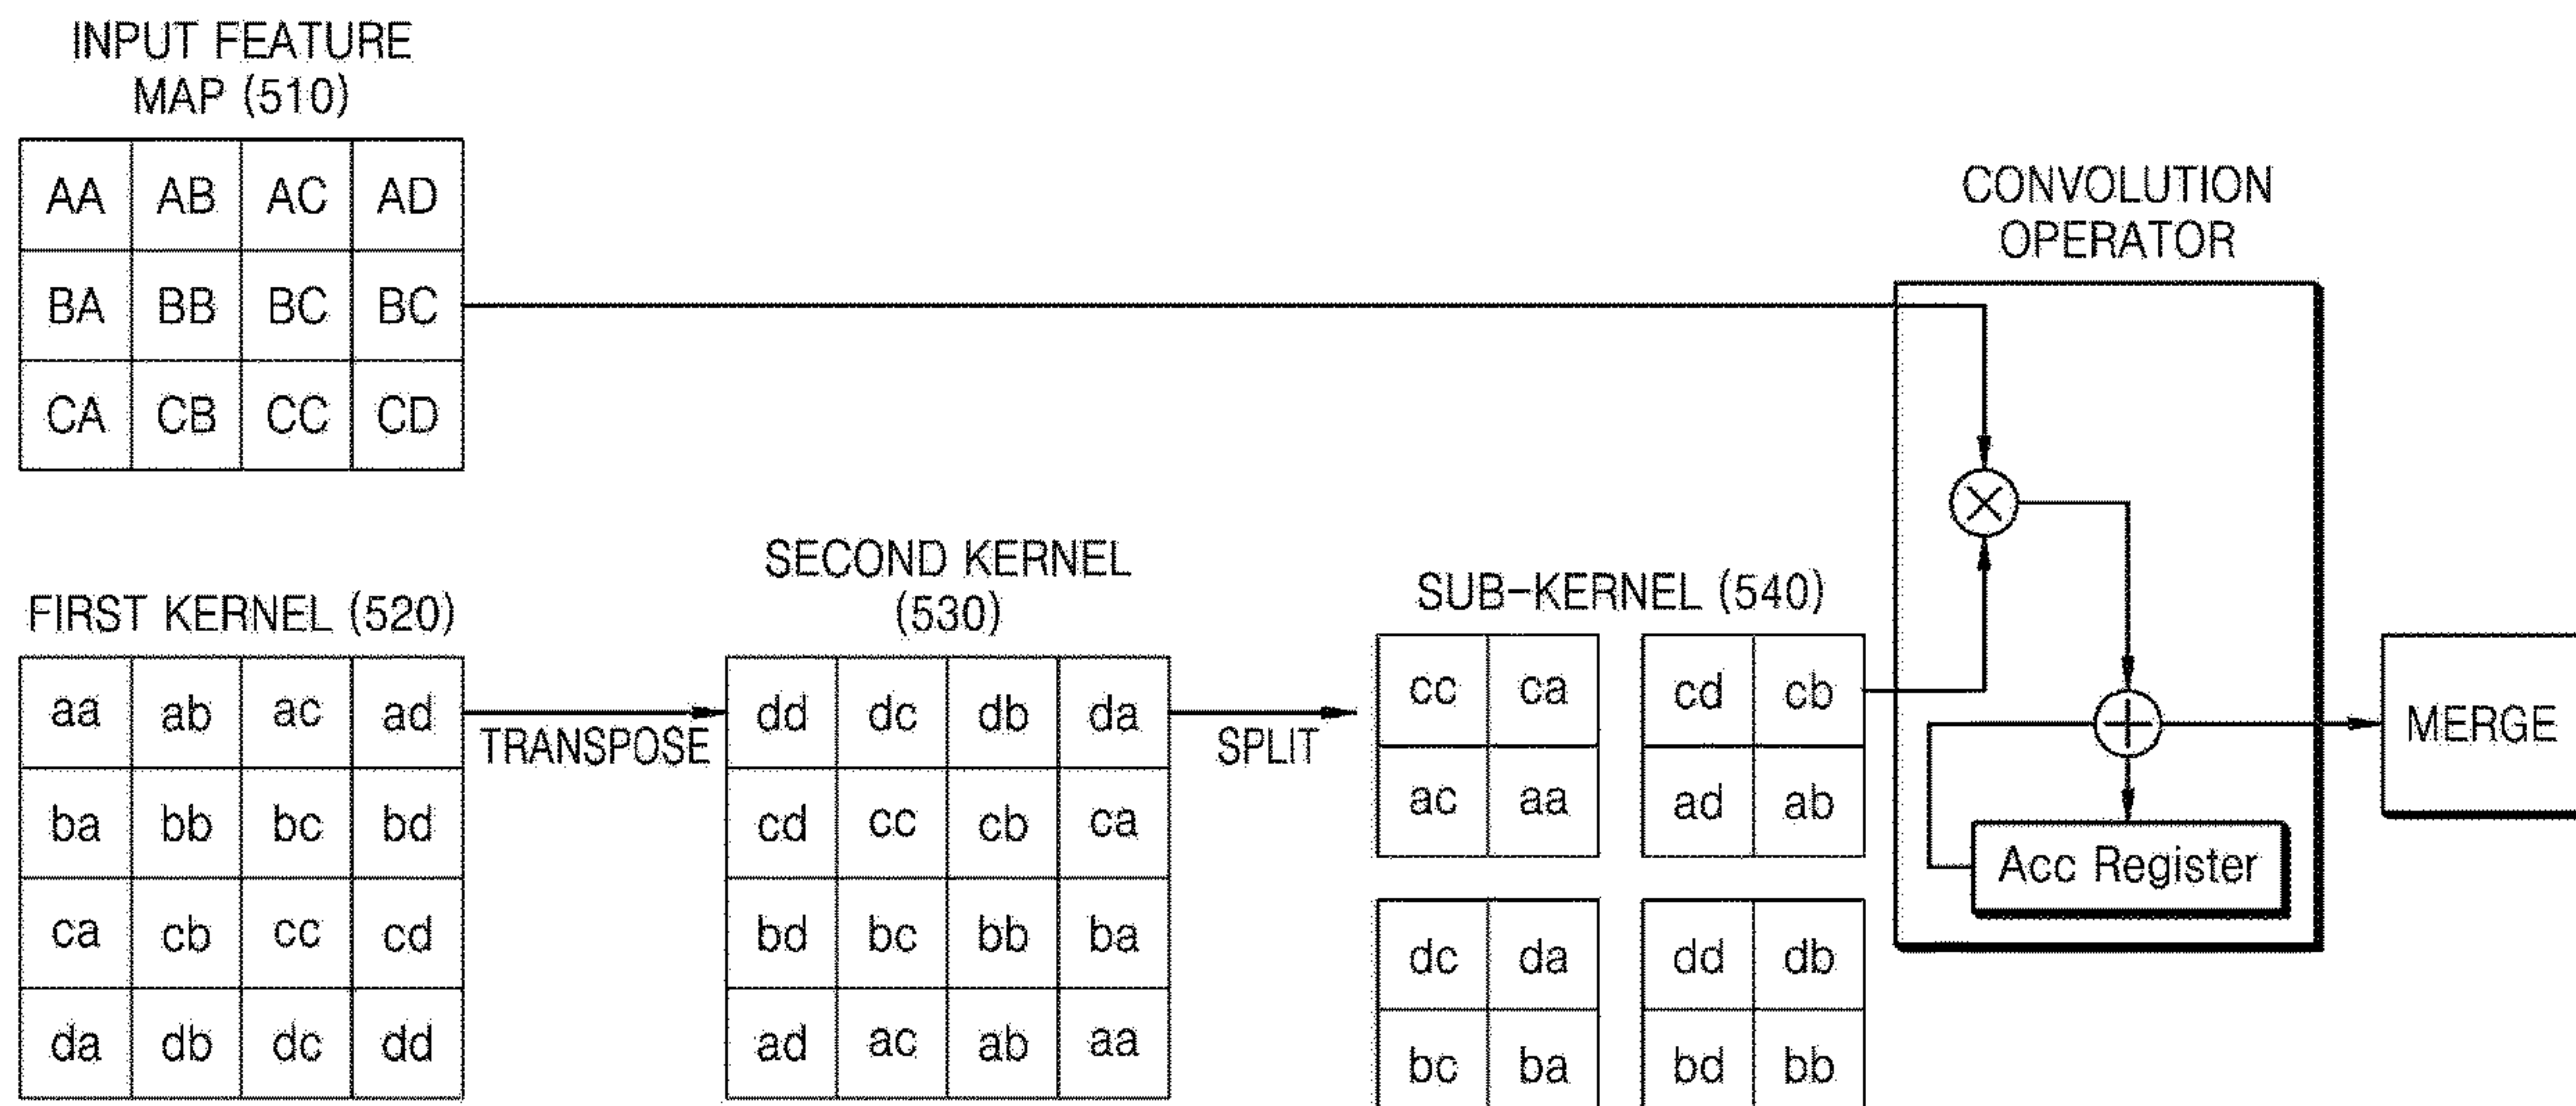 INPUT FEATURE
MAP (510)
AA AB AC AD
BA BB BC BC
CA CB CC CD
CONVOLUTION
OPERATOR
FIRST KERNEL (520)
aa ab ac ad
ba bb bc bd
ca cb cc cd
da db dc dd
TRANSPOSE
SECOND KERNEL
(530)
dd dc db da
cd cc cb ca
bd bc bb ba
ad ac ab aa
SPLIT
SUB-KERNEL (540)
cc ca cd cb
ac aa ad ab
dc da dd db
bc ba bd bb
Acc Register
MERGE